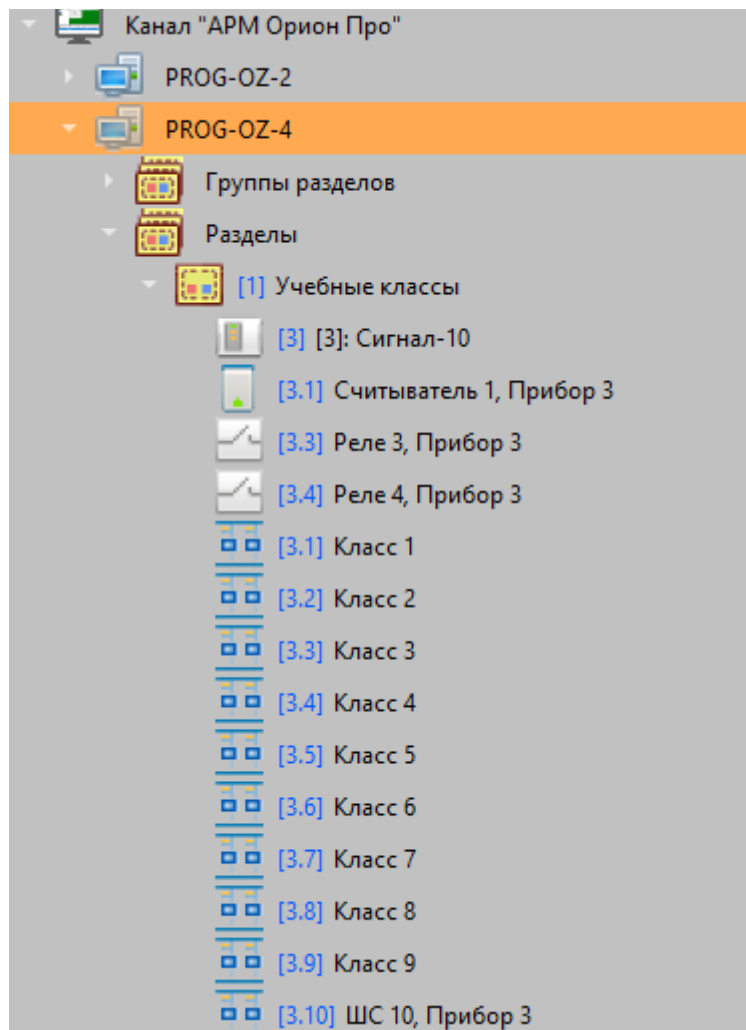 Канал "АРМ Орион Про"
PROG-OZ-2
PROG-OZ-4
Группы разделов
Разделы
[1] Учебные классы
[3] [3]: Сигнал-10
[3.1] Считыватель 1, Прибор 3
[3.3] Реле 3, Прибор 3
[3.4] Реле 4, Прибор 3
[3.1] Класс 1
[3.2] Класс 2
[3.3] Класс 3
[3.4] Класс 4
[3.5] Класс 5
[3.6] Класс 6
[3.7] Класс 7
[3.8] Класс 8
[3.9] Класс 9
[3.10] ШС 10, Прибор 3